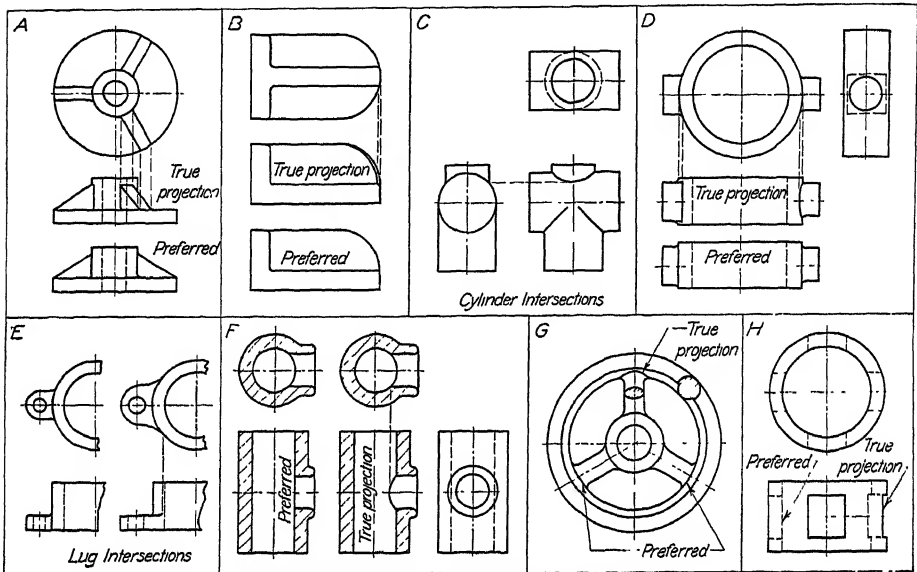 A
True
projection
Preferred
B
True projection
Preferred
C
Cylinder Intersections
D
True projection
Preferred
E
Lug Intersections
F
Preferred
True projection
G
True
projection
Preferred
H
Preferred
True
projection